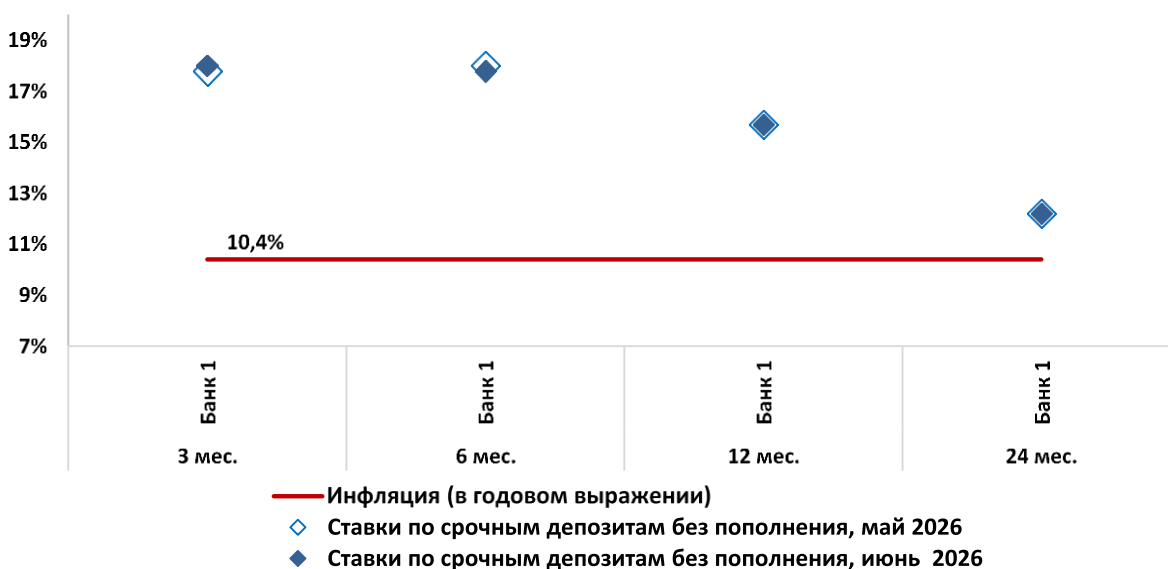 19%
17%
15%
13%
11%
9%
7%
10,4%
Банк 1
Банк 1
Банк 1
Банк 1
3 мес.
6 мес.
12 мес.
24 мес.
Инфляция (в годовом выражении)
Ставки по срочным депозитам без пополнения, май 2026
Ставки по срочным депозитам без пополнения, июнь  2026